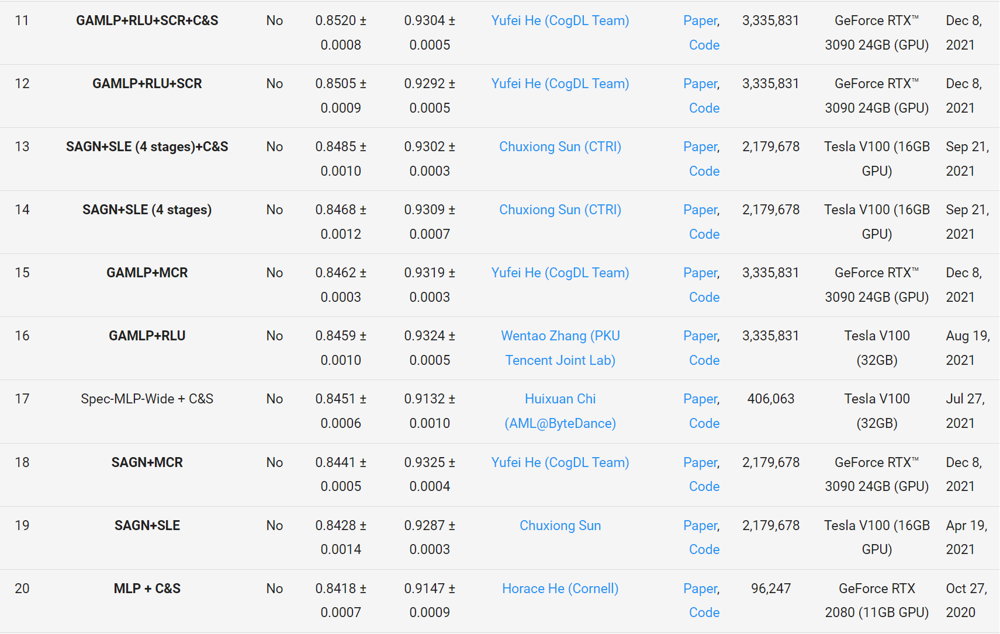 11 GAMLP+RLU+SCR+C&S No 0.8520 ± 0.9304 ± Yufei He (CogDL Team) Paper, 3,335,831 GeForce RTX™ Dec 8,
0.0008 0.0005 Code 3090 24GB (GPU) 2021
12 GAMLP+RLU+SCR No 0.8505 ± 0.9292 ± Yufei He (CogDL Team) Paper, 3,335,831 GeForce RTX™ Dec 8,
0.0009 0.0005 Code 3090 24GB (GPU) 2021
13 SAGN+SLE (4 stages)+C&S No 0.8485 ± 0.9302 ± Chuxiong Sun (CTRI) Paper, 2,179,678 Tesla V100 (16GB Sep 21,
0.0010 0.0003 Code GPU) 2021
14 SAGN+SLE (4 stages) No 0.8468 ± 0.9309 ± Chuxiong Sun (CTRI) Paper, 2,179,678 Tesla V100 (16GB Sep 21,
0.0012 0.0007 Code GPU) 2021
15 GAMLP+MCR No 0.8462 ± 0.9319 ± Yufei He (CogDL Team) Paper, 3,335,831 GeForce RTX™ Dec 8,
0.0003 0.0003 Code 3090 24GB (GPU) 2021
16 GAMLP+RLU No 0.8459 ± 0.9324 ± Wentao Zhang (PKU Paper, 3,335,831 Tesla V100 Aug 19,
0.0010 0.0005 Tencent Joint Lab) Code (32GB) 2021
17 Spec-MLP-Wide + C&S No 0.8451 ± 0.9132 ± Huixuan Chi Paper, 406,063 Tesla V100 Jul 27,
0.0006 0.0010 (AML@ByteDance) Code (32GB) 2021
18 SAGN+MCR No 0.8441 ± 0.9325 ± Yufei He (CogDL Team) Paper, 2,179,678 GeForce RTX™ Dec 8,
0.0005 0.0004 Code 3090 24GB (GPU) 2021
19 SAGN+SLE No 0.8428 ± 0.9287 ± Chuxiong Sun Paper, 2,179,678 Tesla V100 (16GB Apr 19,
0.0014 0.0003 Code GPU) 2021
20 MLP + C&S No 0.8418 ± 0.9147 ± Horace He (Cornell) Paper, 96,247 GeForce RTX Oct 27,
0.0007 0.0009 Code 2080 (11GB GPU) 2020